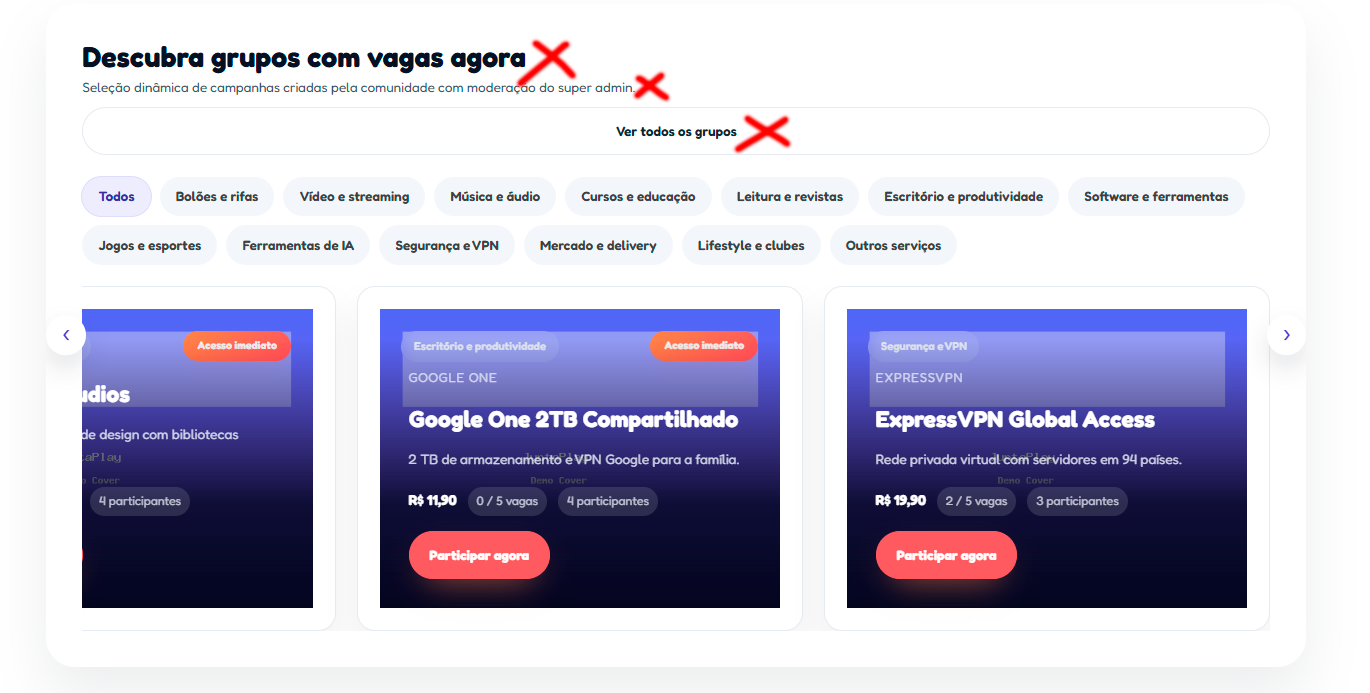 Descubra grupos com vagas agora
Seleção dinâmica de campanhas criadas pela comunidade com moderação do super admin.
Ver todos os grupos
Todos
Bolões e rifas
Vídeo e streaming
Música e áudio
Cursos e educação
Leitura e revistas
Escritório e produtividade
Software e ferramentas
Jogos e esportes
Ferramentas de IA
Segurança e VPN
Mercado e delivery
Lifestyle e clubes
Outros serviços
Acesso imediato
udios
de design com bibliotecas
aPlay
o Cover
4 participantes
Escritório e produtividade
Acesso imediato
GOOGLE ONE
Google One 2TB Compartilhado
2 TB de armazenamento e VPN Google para a família.
Demo Cover
R$ 11,90
0 / 5 vagas
4 participantes
Participar agora
Segurança e VPN
EXPRESSVPN
ExpressVPN Global Access
Rede privada virtual com servidores em 94 países.
Demo Cover
R$ 19,90
2 / 5 vagas
3 participantes
Participar agora